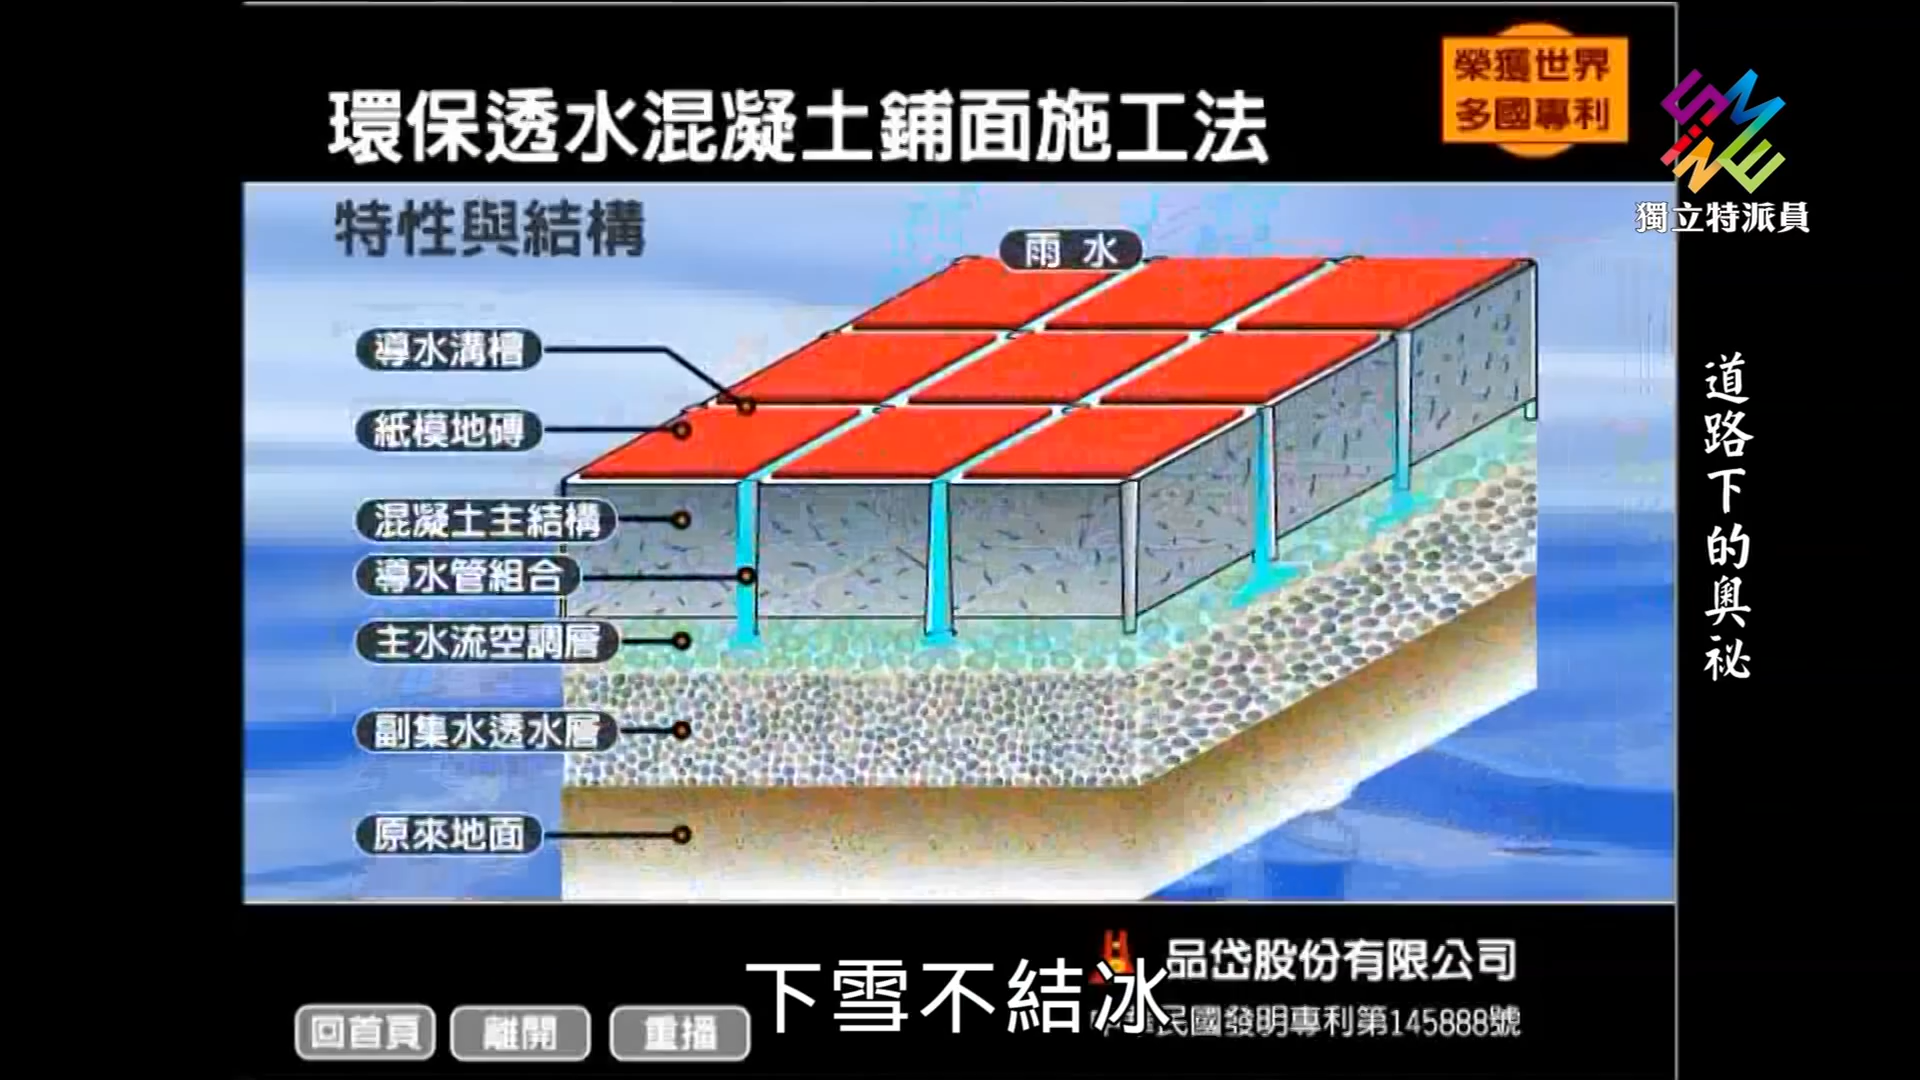 榮獲世界
多國專利
環保透水混凝土鋪面施工法
獨立特派員
特性與結構
雨水
導水溝槽
紙模地磚
混凝土主結構
導水管組合
主水流空調層
副集水透水層
原來地面
道路下的奧祕
品岱股份有限公司
下雪不結冰
民國發明專利第145888號
回首頁
離開
重播